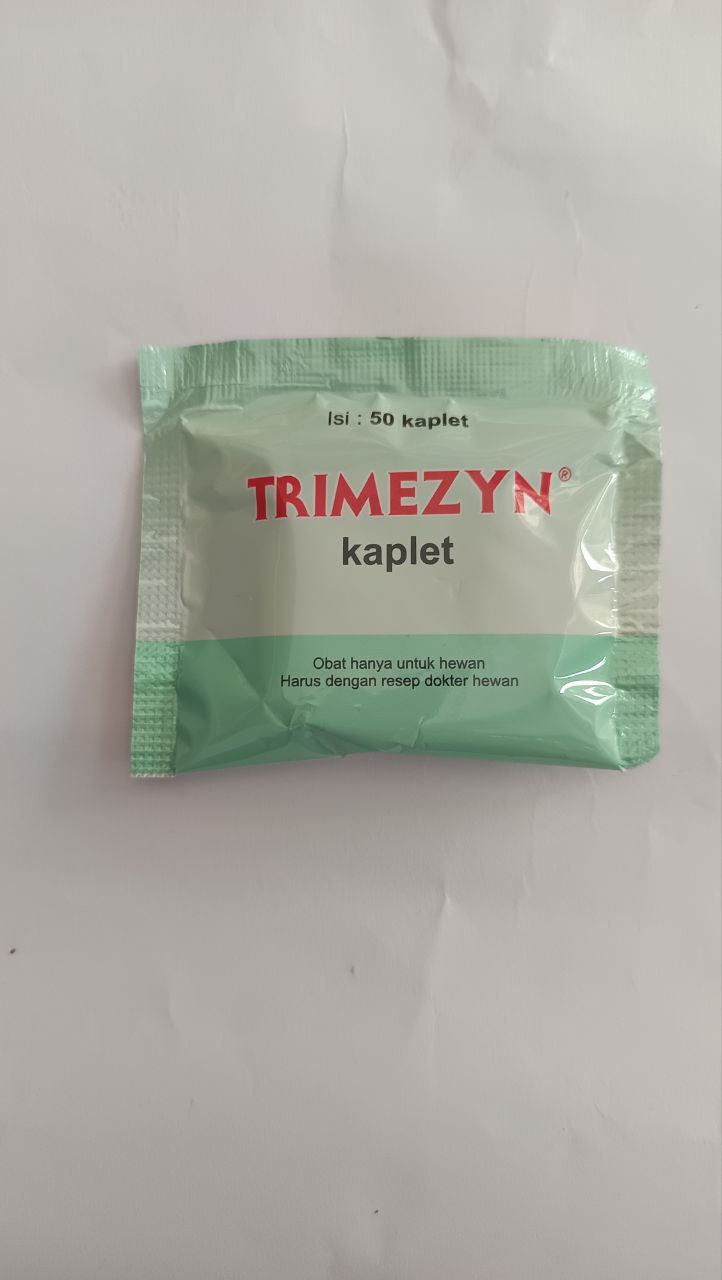 Isi : 50 kaplet
TRIMEZYN®
kaplet
Obat hanya untuk hewan
Harus dengan resep dokter hewan